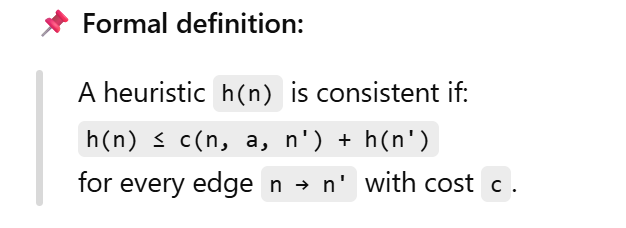 📌 Formal definition:
A heuristic h(n) is consistent if:
h(n) ≤ c(n, a, n') + h(n')
for every edge n → n' with cost c.